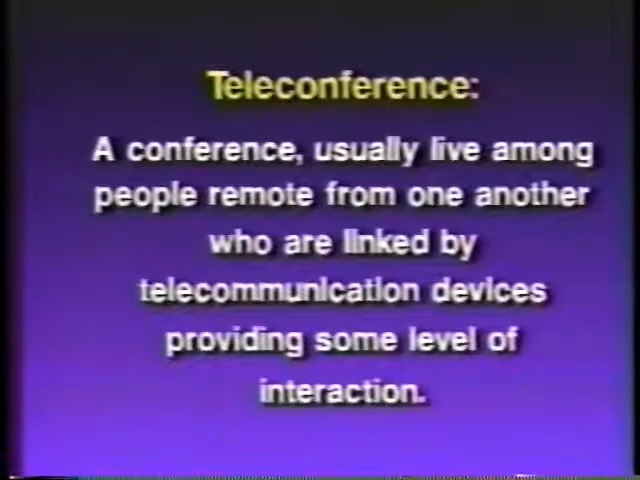 Teleconference:
A conference, usually live among
people remote from one another
who are linked by
telecommunication devices
providing some level of
interaction.